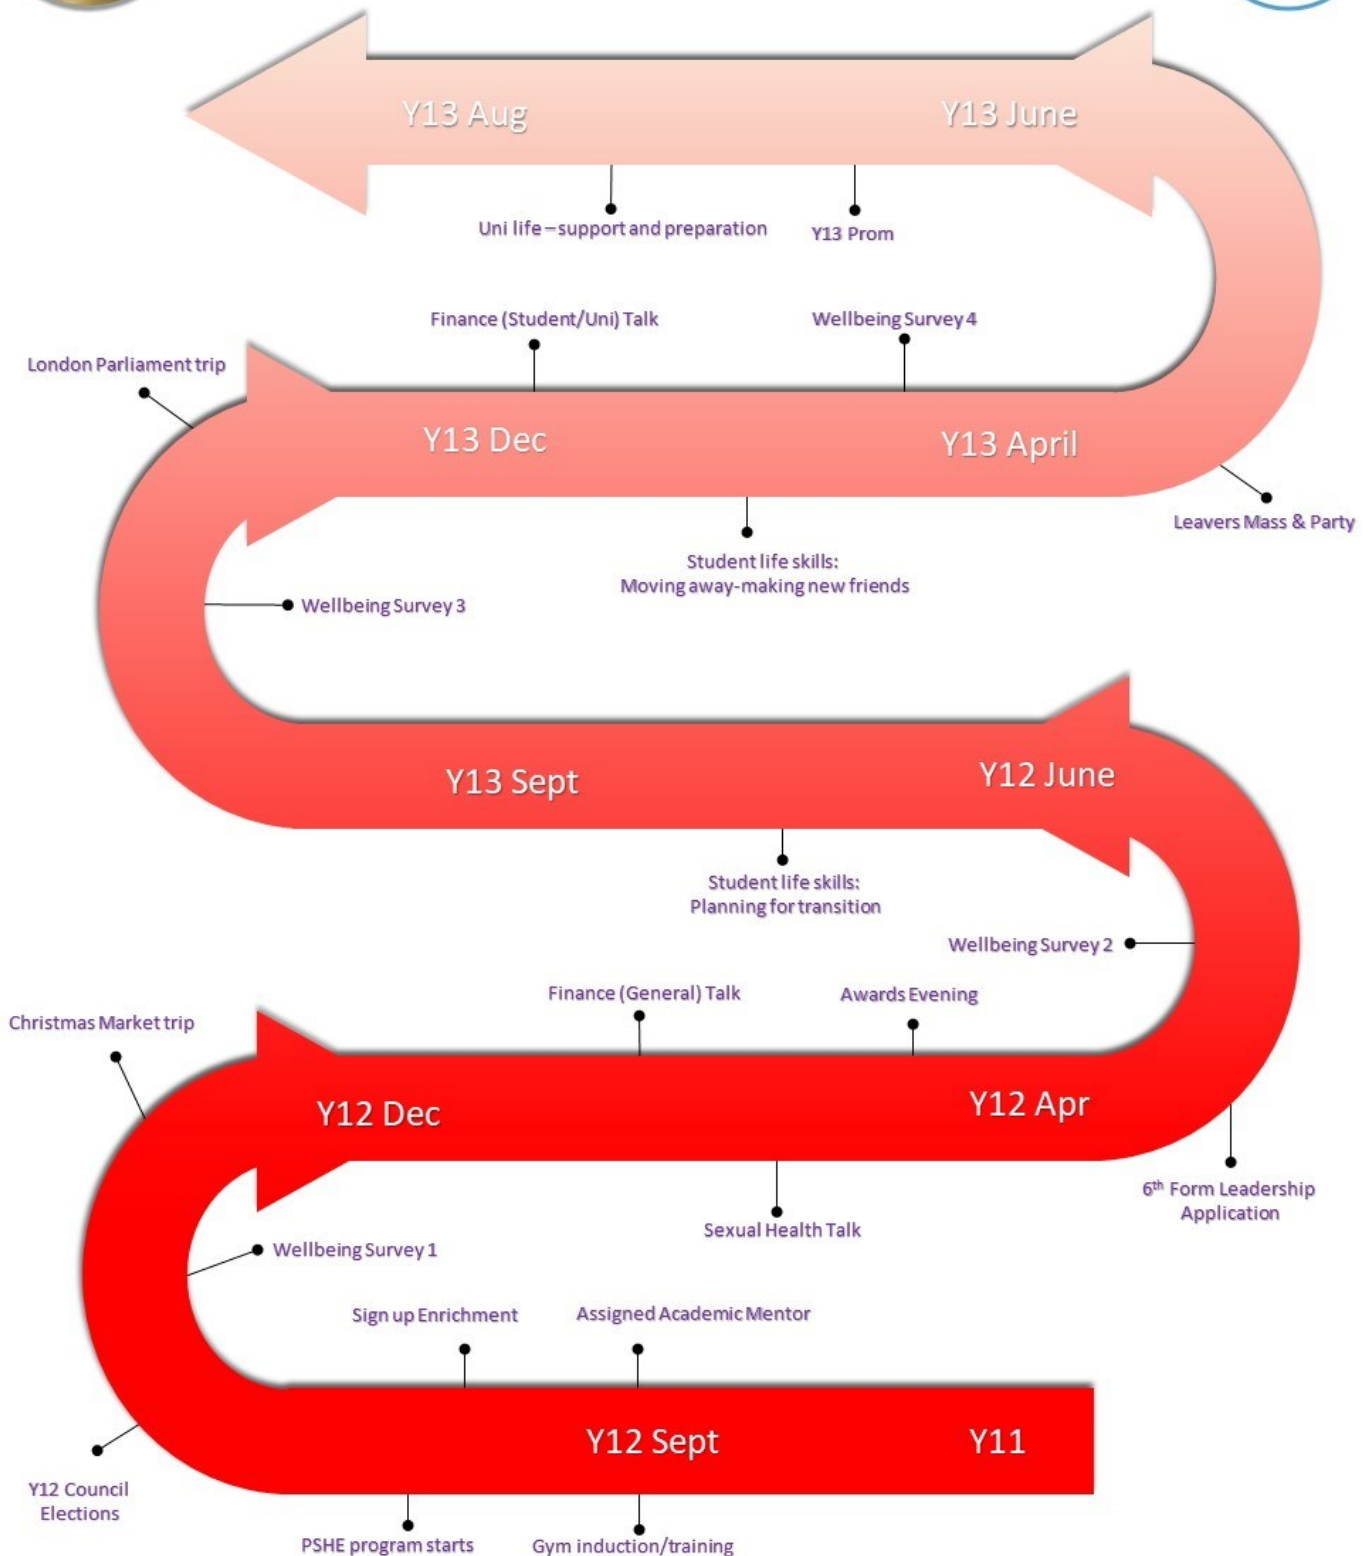 Y13 Aug
Y13 June
Uni life – support and preparation
Y13 Prom
Finance (Student/Uni) Talk
Wellbeing Survey 4
London Parliament trip
Y13 Dec
Y13 April
Leavers Mass & Party
Student life skills:
Moving away-making new friends
Wellbeing Survey 3
Y13 Sept
Y12 June
Student life skills:
Planning for transition
Wellbeing Survey 2
Finance (General) Talk
Awards Evening
Christmas Market trip
Y12 Dec
Y12 Apr
6th Form Leadership
Application
Sexual Health Talk
Wellbeing Survey 1
Sign up Enrichment
Assigned Academic Mentor
Y12 Sept
Y11
Y12 Council
Elections
PSHE program starts
Gym induction/training